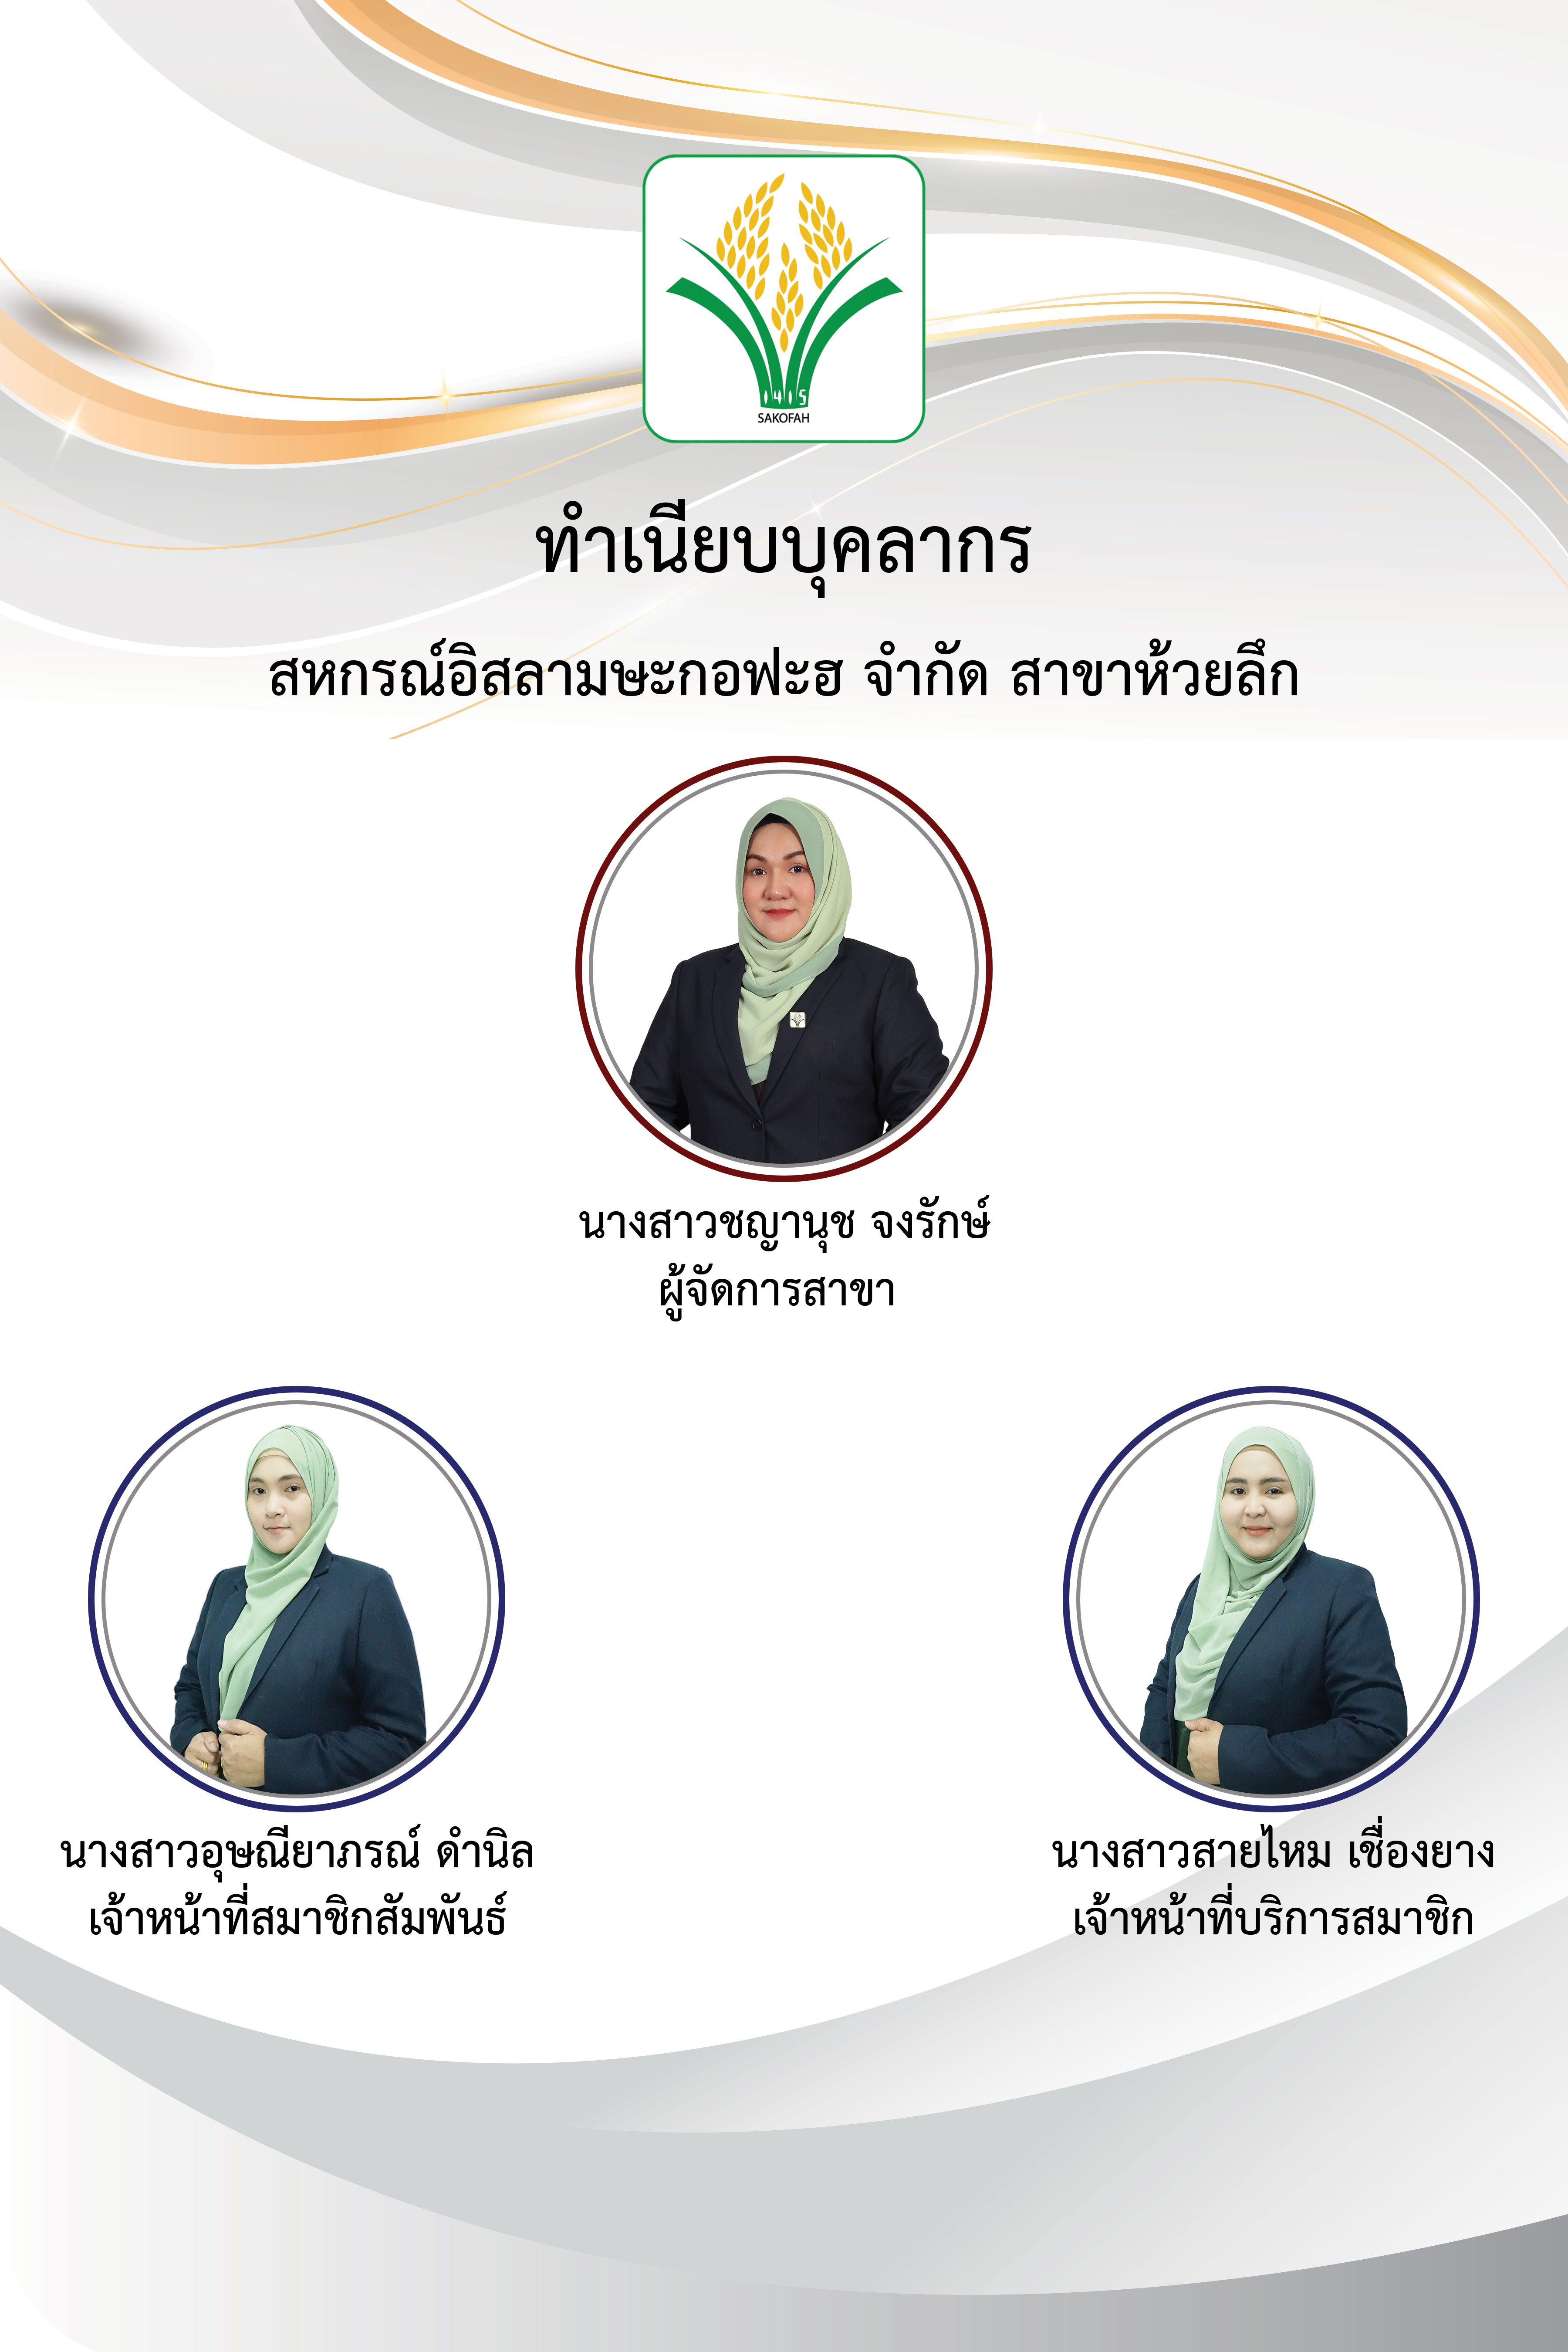 1415
SAKOFAH
ทำเนียบบุคลากร
สหกรณ์อิสลามษะกอฟะฮ จำกัด สาขาห้วยลึก
นางสาวชญานุช จงรักษ์
ผู้จัดการสาขา
นางสาวอุษณียาภรณ์ ดำนิล
เจ้าหน้าที่สมาชิกสัมพันธ์
นางสาวสายไหม เชื่องยาง
เจ้าหน้าที่บริการสมาชิก